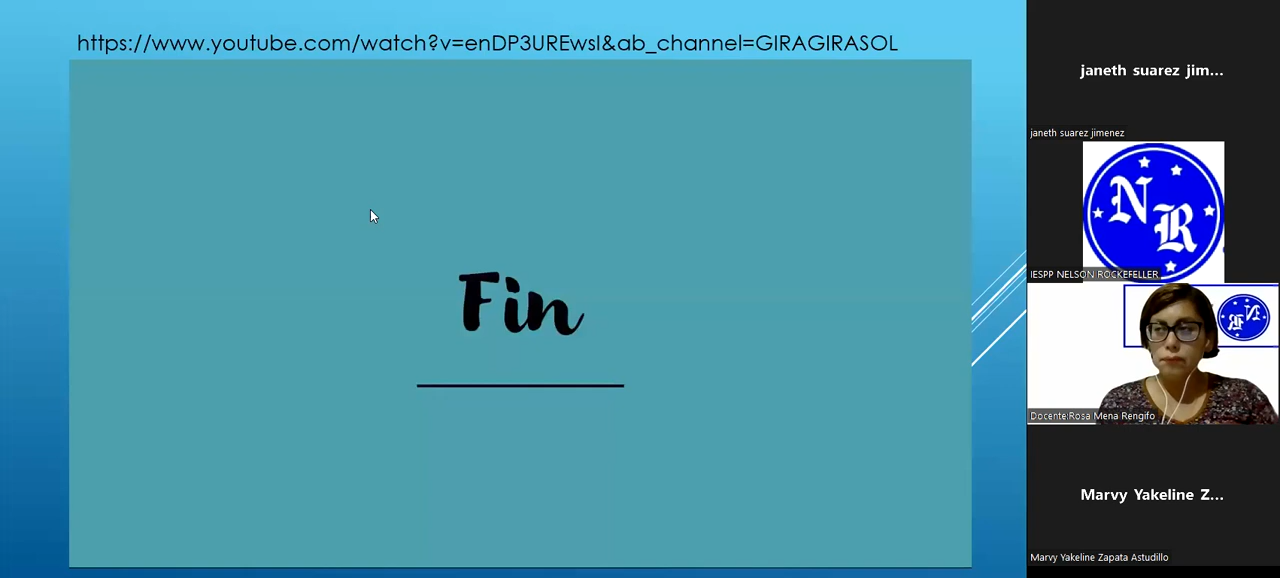 https://www.youtube.com/watch?v=enDP3UREwsI&ab_channel=GIRAGIRASOL
Fin
janeth suarez jim...
janeth suarez jimenez
N
R
IESPP NELSON ROCKEFELLER
NR
Docente:Rosa Mena Rengifo
Marvy Yakeline Z...
Marvy Yakeline Zapata Astudillo